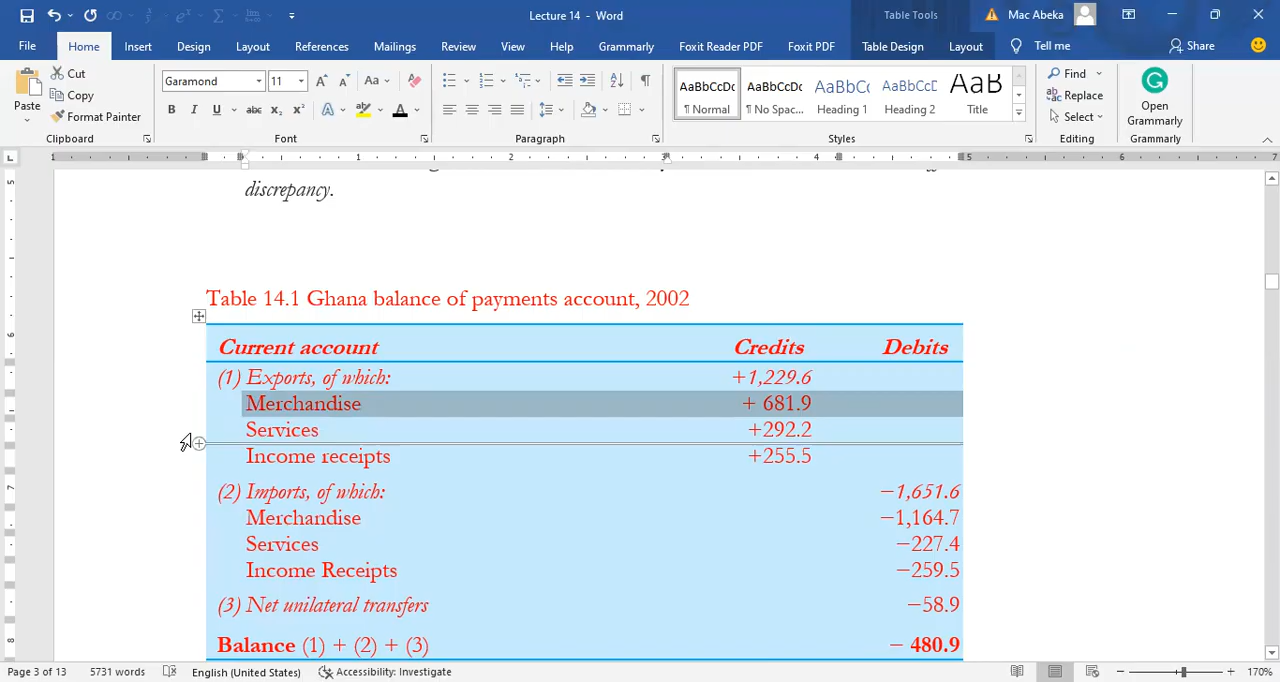 Lecture 14 - Word
Table Tools
Mac Abeka
File
Home
Insert
Design
Layout
References
Mailings
Review
View
Help
Grammarly
Foxit Reader PDF
Foxit PDF
Table Design
Layout
Tell me
Share
Paste
Cut
Copy
Format Painter
Clipboard
Garamond
11
Font
Paragraph
AaBbCcDc
¶ Normal
AaBbCcDc
¶ No Spac...
AaBbC
Heading 1
AaBbCcD
Heading 2
AaB
Title
Styles
Find
Replace
Select
Editing
Open
Grammarly
Grammarly
discrepancy.
Table 14.1 Ghana balance of payments account, 2002
Current account Credits Debits
(1) Exports, of which: +1,229.6
Merchandise + 681.9
Services +292.2
Income receipts +255.5
(2) Imports, of which: −1,651.6
Merchandise −1,164.7
Services −227.4
Income Receipts −259.5
(3) Net unilateral transfers −58.9
Balance (1) + (2) + (3) − 480.9
Page 3 of 13
5731 words
English (United States)
Accessibility: Investigate
170%